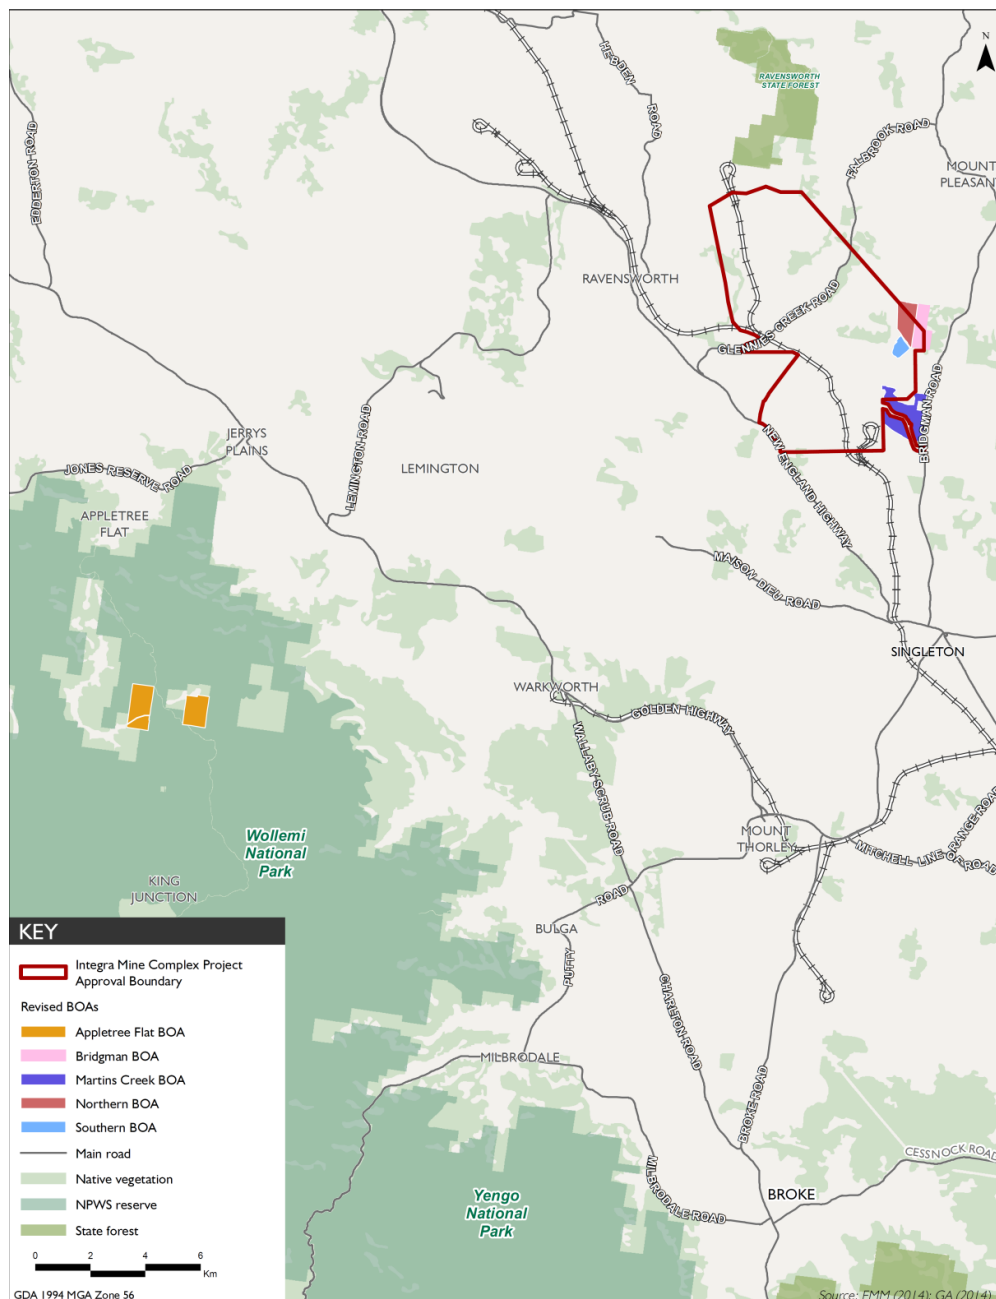 N
HEBDEN ROAD
RAVENSWORTH
STATE FOREST
EDDERTON ROAD
FALBROOK ROAD
MOUNT
PLEASANT
RAVENSWORTH
GLENNIES CREEK ROAD
BRIDGMAN ROAD
LEMINGTON ROAD
JERRYS
PLAINS
JONES RESERVE ROAD
LEMINGTON
NEW ENGLAND HIGHWAY
APPLETREE
FLAT
MAISON DIEU ROAD
SINGLETON
WARKWORTH
GOLDEN HIGHWAY
WALLABY SCRUB ROAD
RANGE ROAD
MOUNT
THORLEY
MITCHELL LINE OF ROAD
Wollemi
National
Park
KING
JUNCTION
PUTTY ROAD
BULGA
CHARLTON ROAD
MILBRODALE
BROKE ROAD
CESSNOCK ROAD
MILBRODALE ROAD
BROKE
Yengo
National
Park
KEY
Integra Mine Complex Project
Approval Boundary
Revised BOAs
Appletree Flat BOA
Bridgman BOA
Martins Creek BOA
Northern BOA
Southern BOA
Main road
Native vegetation
NPWS reserve
State forest
0 2 4 6
Km
GDA 1994 MGA Zone 56
Source: EMM (2014); GA (2014)